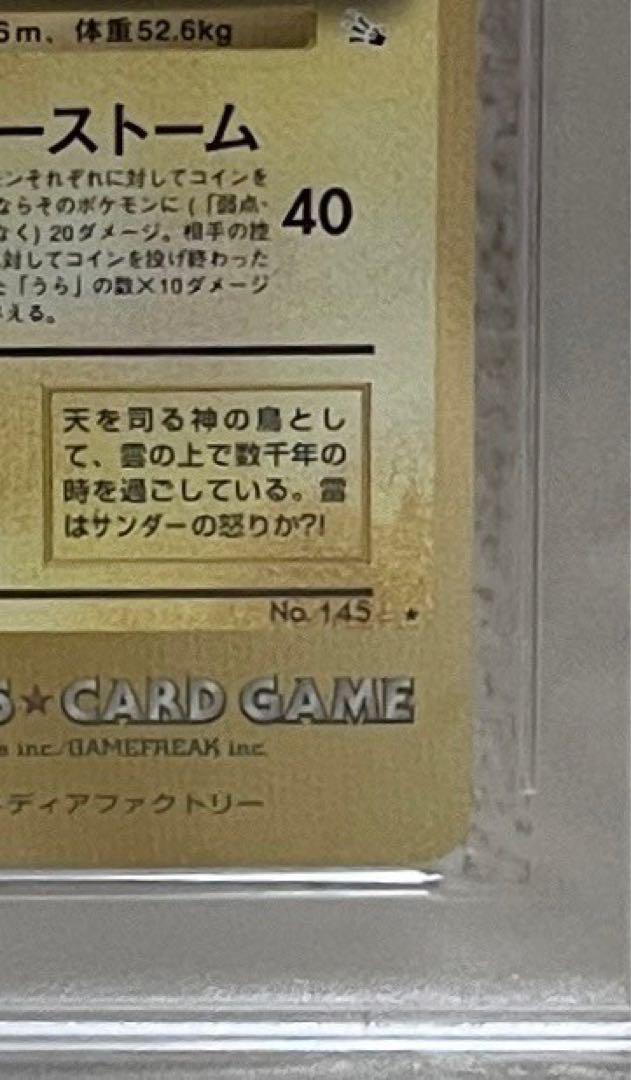 6m、体重52.6kg
ーストーム
ンそれぞれに対してコインを
ならそのポケモンに(「弱点・
なく)20ダメージ。相手の控
対してコインを投げ終わった
た「うら」の数×10ダメージ
える。
40
天を司る神の鳥とし
て、雲の上で数千年の
時を過ごしている。雷
はサンダーの怒りか?!
No. 145 ★
S★CARD GAME
s inc./GAMEFREAK inc.
ディアファクトリー